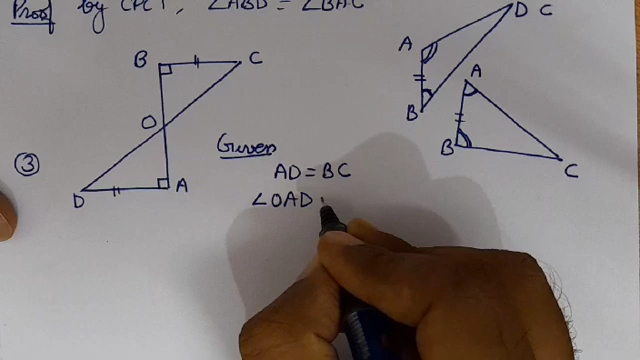 Proof by CPCT, ∠ABD = ∠BAC
D C
A
B
A
B
C
B
C
O
③
D
A
Given
AD = BC
∠OAD